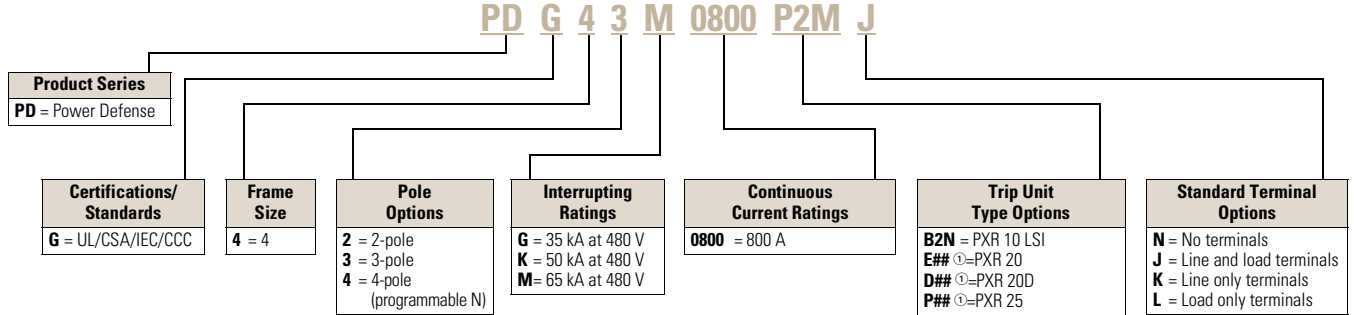 PD G 4 3 M 0800 P2M J
Product Series
PD = Power Defense
Certifications/
Standards
G = UL/CSA/IEC/CCC
Frame
Size
4 = 4
Pole
Options
2 = 2-pole
3 = 3-pole
4 = 4-pole
(programmable N)
Interrupting
Ratings
G = 35 kA at 480 V
K = 50 kA at 480 V
M= 65 kA at 480 V
Continuous
Current Ratings
0800 = 800 A
Trip Unit
Type Options
B2N = PXR 10 LSI
E## ①=PXR 20
D## ①=PXR 20D
P## ①=PXR 25
Standard Terminal
Options
N = No terminals
J = Line and load terminals
K = Line only terminals
L = Load only terminals